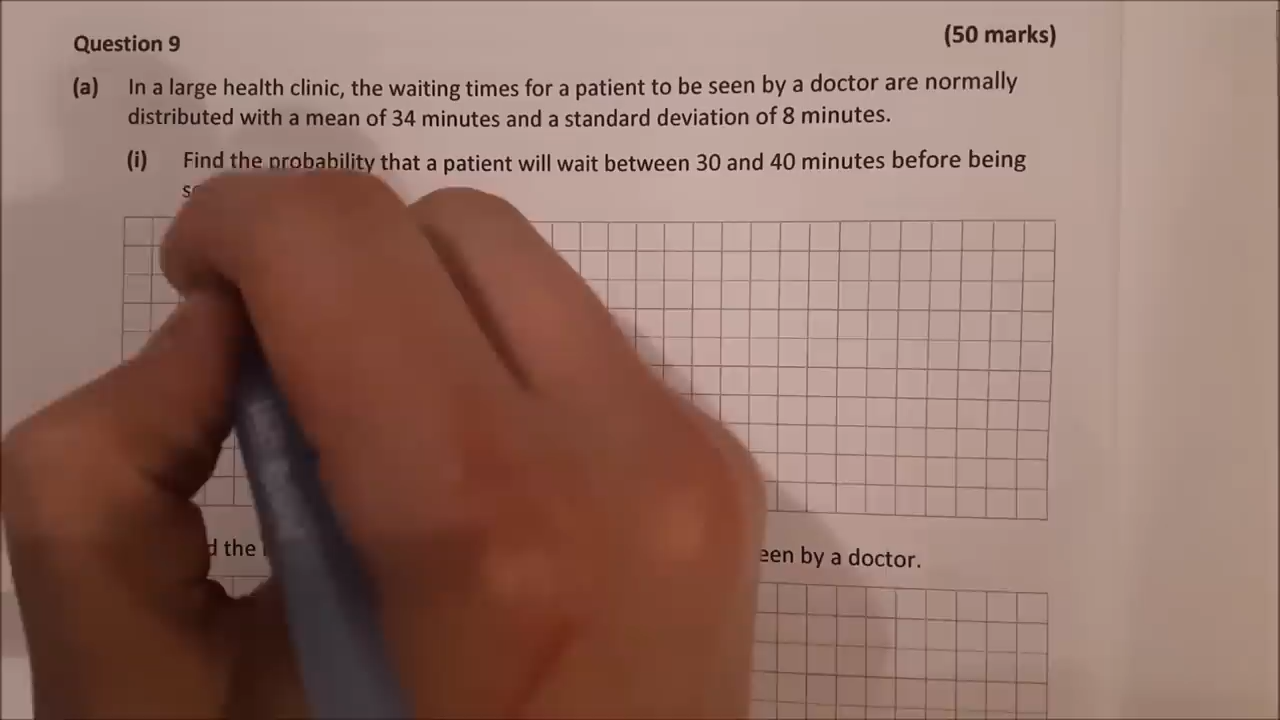 Question 9
(50 marks)
(a) In a large health clinic, the waiting times for a patient to be seen by a doctor are normally
distributed with a mean of 34 minutes and a standard deviation of 8 minutes.
(i) Find the probability that a patient will wait between 30 and 40 minutes before being
the
by a doctor.